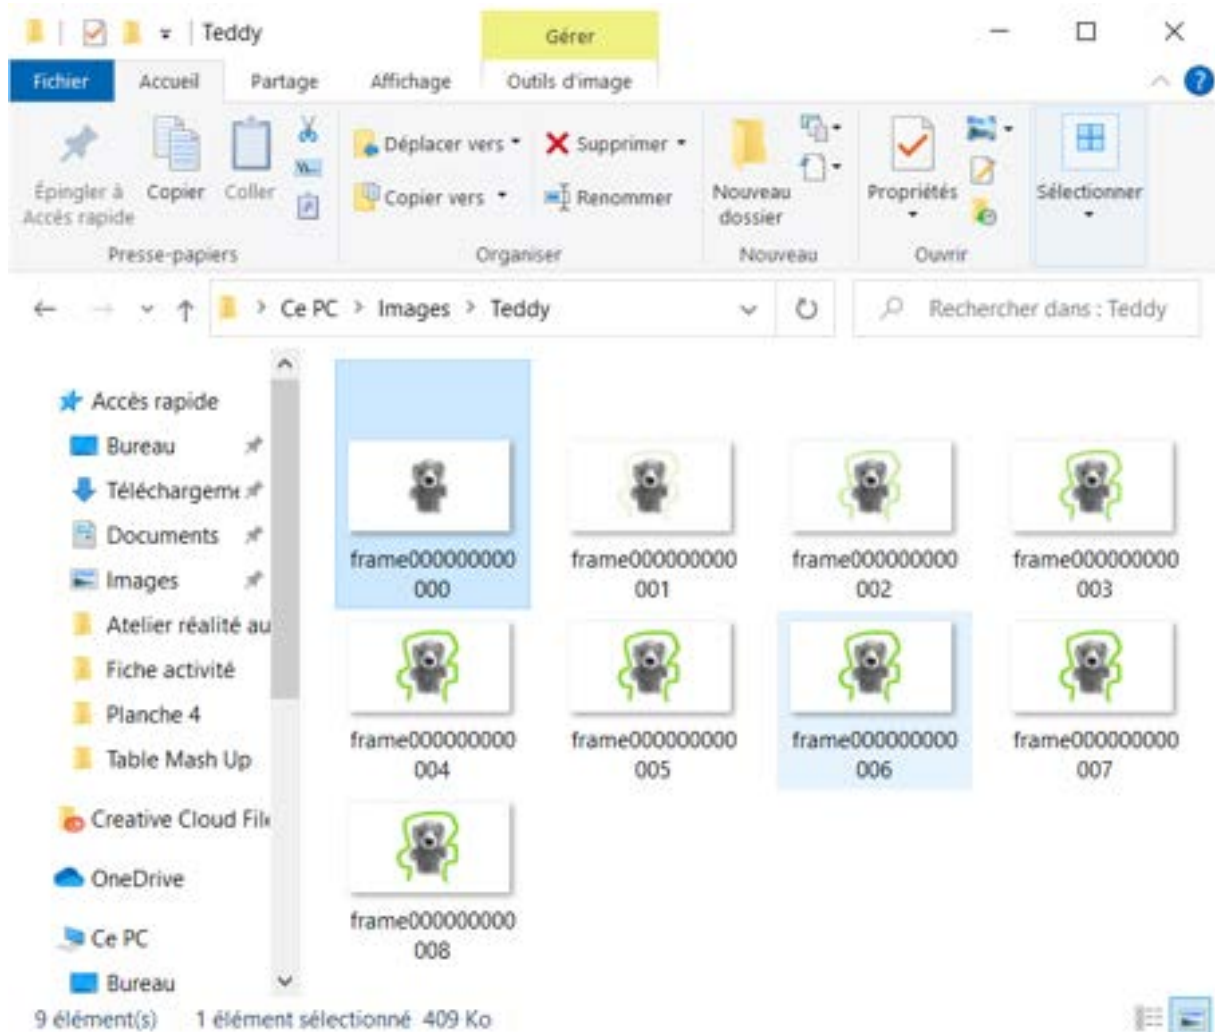 Teddy
Gérer
Fichier Accueil Partage Affichage Outils d'image
Épingler à
Accès rapide
Copier
Coller
Déplacer vers
Copier vers
Supprimer
Renommer
Nouveau
dossier
Propriétés
Sélectionner
Presse-papiers Organiser Nouveau Ouvrir
Ce PC > Images > Teddy
Rechercher dans : Teddy
Accès rapide
Bureau
Téléchargeme
Documents
Images
Atelier réalité au
Fiche activité
Planche 4
Table Mash Up
Creative Cloud File
OneDrive
Ce PC
Bureau
frame000000000
000
frame000000000
001
frame000000000
002
frame000000000
003
frame000000000
004
frame000000000
005
frame000000000
006
frame000000000
007
frame000000000
008
9 élément(s) 1 élément sélectionné 409 Ko